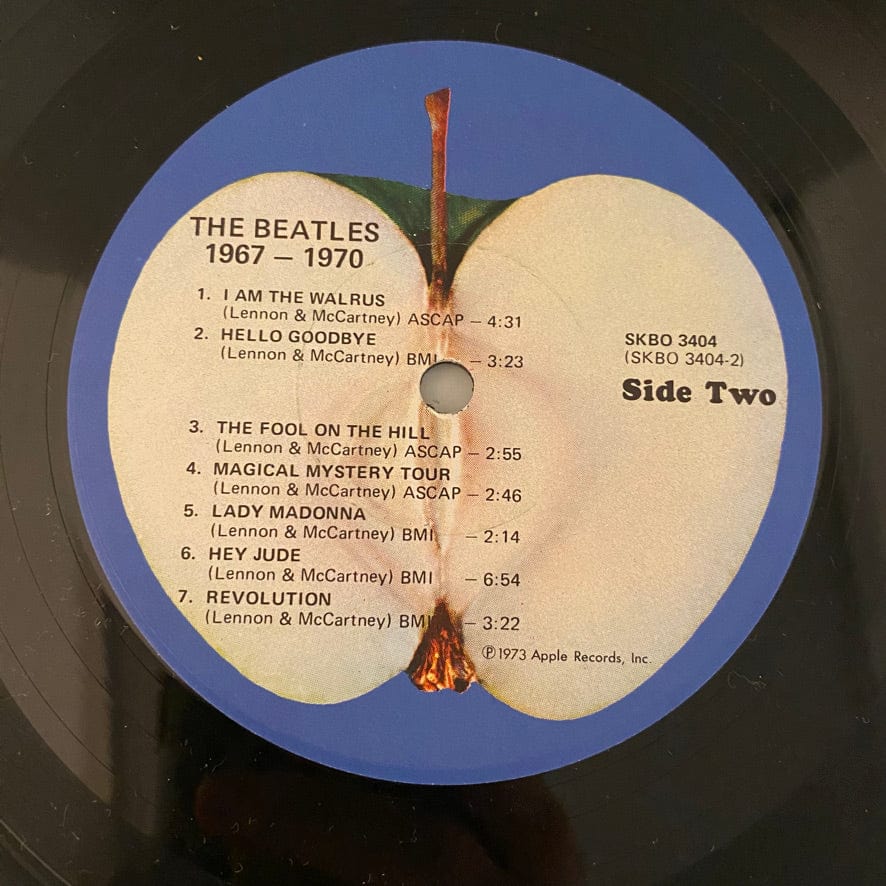 THE BEATLES
1967 – 1970
1. I AM THE WALRUS
(Lennon & McCartney) ASCAP – 4:31
2. HELLO GOODBYE
(Lennon & McCartney) BMI – 3:23
SKBO 3404
(SKBO 3404-2)
Side Two
3. THE FOOL ON THE HILL
(Lennon & McCartney) ASCAP – 2:55
4. MAGICAL MYSTERY TOUR
(Lennon & McCartney) ASCAP – 2:46
5. LADY MADONNA
(Lennon & McCartney) BMI – 2:14
6. HEY JUDE
(Lennon & McCartney) BMI – 6:54
7. REVOLUTION
(Lennon & McCartney) BMI – 3:22
℗1973 Apple Records, Inc.